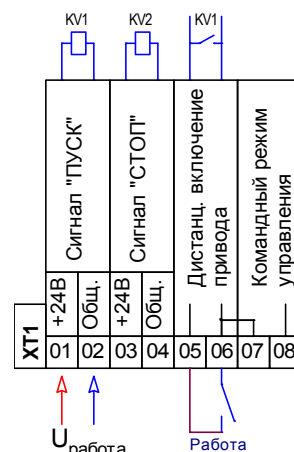 KV1
KV2
KV1
Сигнал "ПУСК"
Сигнал "СТОП"
Дистанц. включение
привода
Командный режим
управления
+24В
Общ.
+24В
Общ.
XT1
01
02
03
04
05
06
07
08
Uработа
Работа